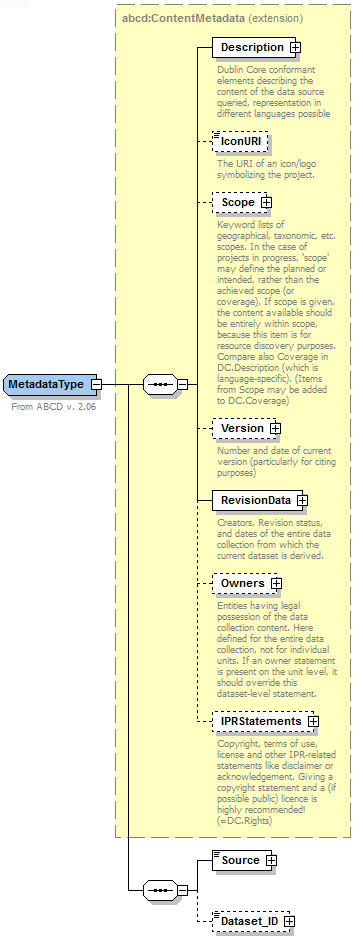 abcd:ContentMetadata (extension)
Description
Dublin Core conformant
elements describing the
content of the data source
queried, representation in
different languages possible
IconURI
The URI of an icon/logo
symbolizing the project.
Scope
Keyword lists of
geographical, taxonomic, etc.
scopes. In the case of
projects in progress, 'scope'
may define the planned or
intended, rather than the
achieved scope (or
coverage). If scope is given,
the content available should
be entirely within scope,
because this item is for
resource discovery purposes.
Compare also Coverage in
DC.Description (which is
language-specific). (Items
from Scope may be added
to DC.Coverage)
MetadataType
From ABCD v. 2.06
Version
Number and date of current
version (particularly for citing
purposes)
RevisionData
Creators, Revision status,
and dates of the entire data
collection from which the
current dataset is derived.
Owners
Entities having legal
possession of the data
collection content. Here
defined for the entire data
collection, not for individual
units. If an owner statement
is present on the unit level, it
should override this
dataset-level statement.
IPRStatements
Copyright, terms of use,
license and other IPR-related
statements like disclaimer or
acknowledgement. Giving a
copyright statement and a (if
possible public) licence is
highly recommended!
(=DC.Rights)
Source
Dataset_ID